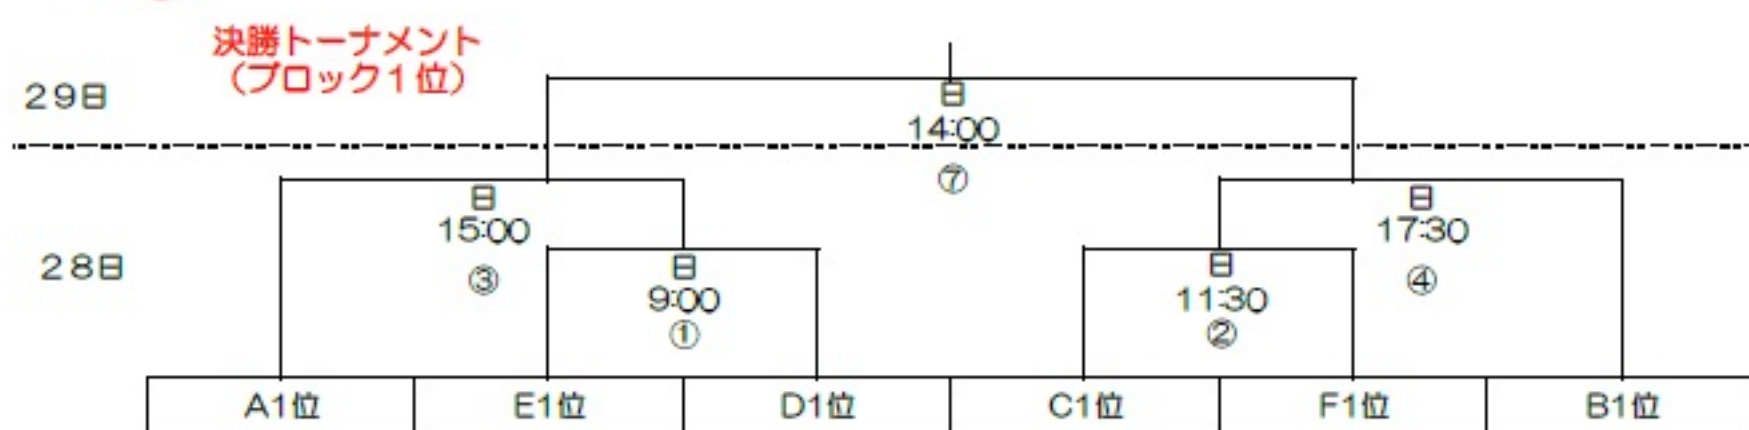 決勝トーナメント
（ブロック１位）
２９日
日
14:00
⑦
日
15:00
③
日
17:30
④
２８日
日
9:00
①
日
11:30
②
A1位 E1位 D1位 C1位 F1位 B1位